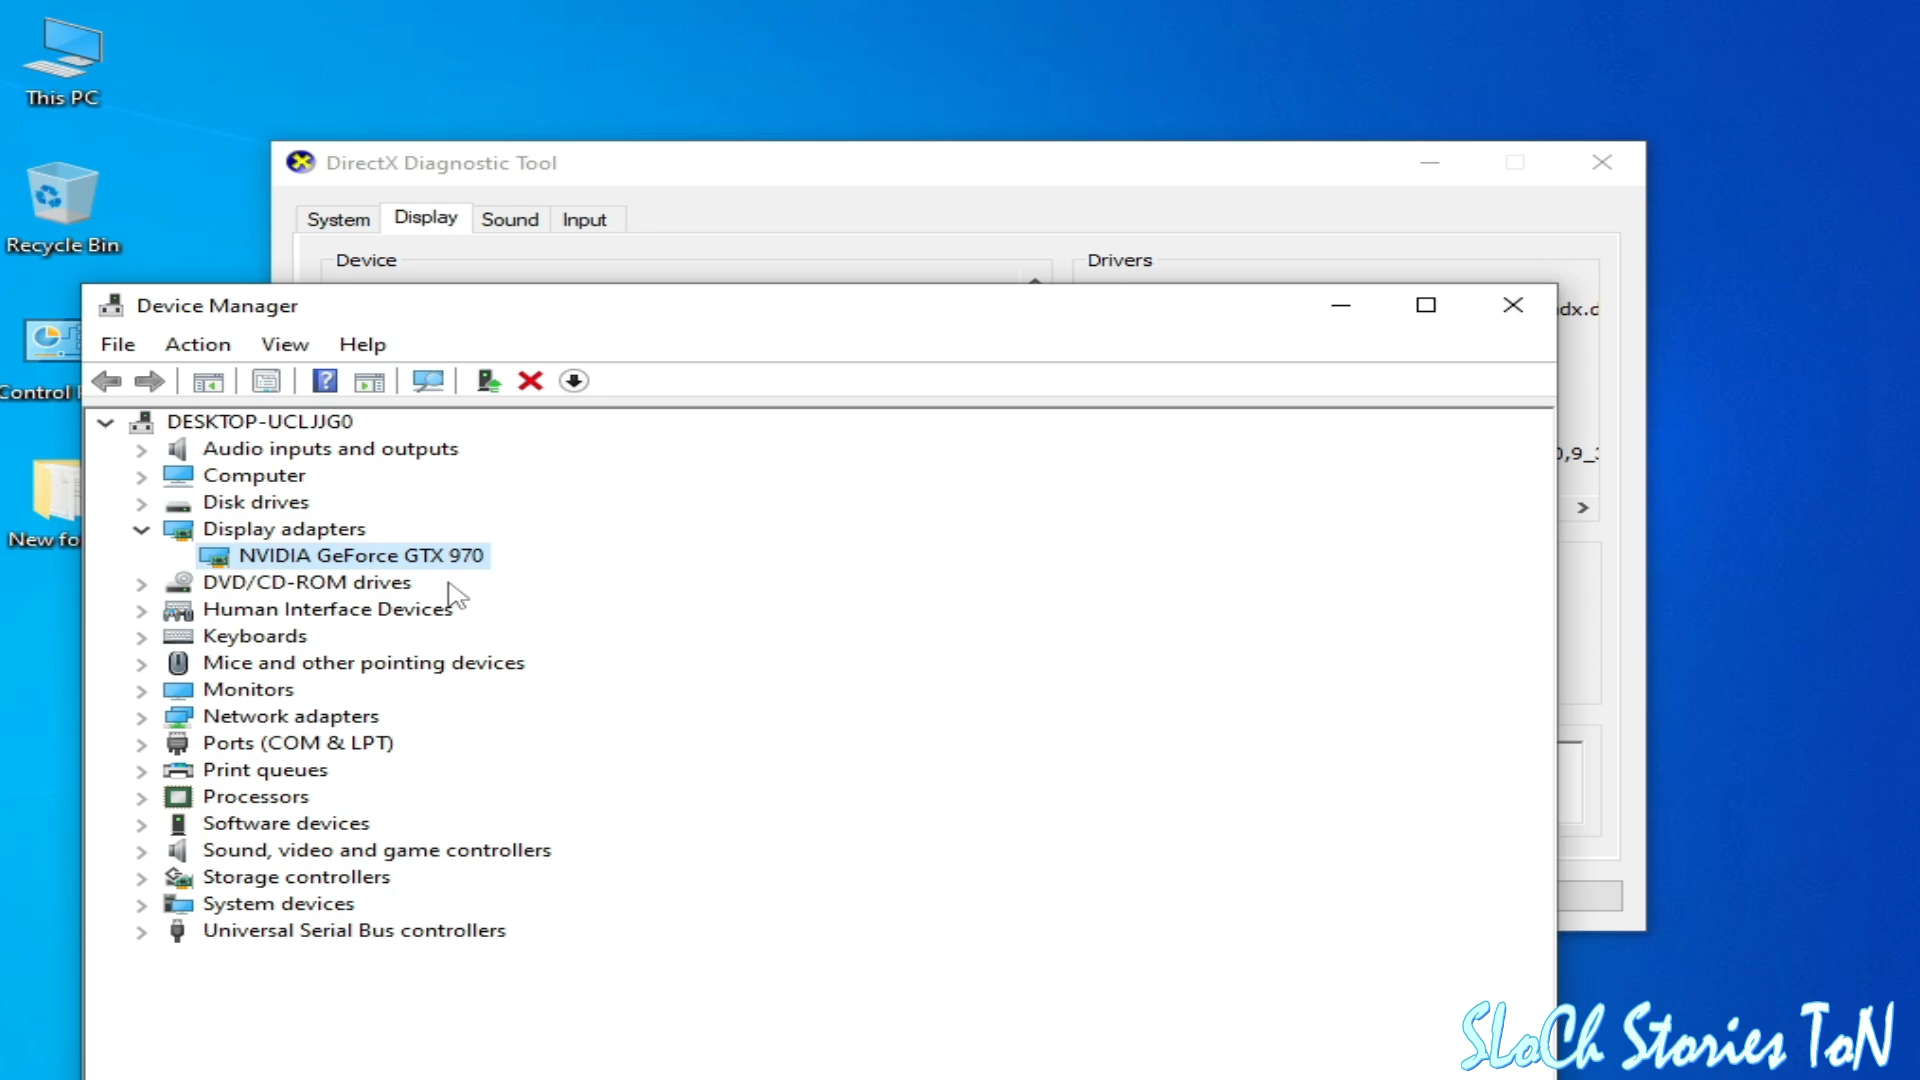 This PC
Recycle Bin
Control
New fo
DirectX Diagnostic Tool
System Display Sound Input
Device
Drivers
Device Manager
File Action View Help
DESKTOP-UCLJJG0
Audio inputs and outputs
Computer
Disk drives
Display adapters
NVIDIA GeForce GTX 970
DVD/CD-ROM drives
Human Interface Devices
Keyboards
Mice and other pointing devices
Monitors
Network adapters
Ports (COM & LPT)
Print queues
Processors
Software devices
Sound, video and game controllers
Storage controllers
System devices
Universal Serial Bus controllers
SLoCh Stories ToN